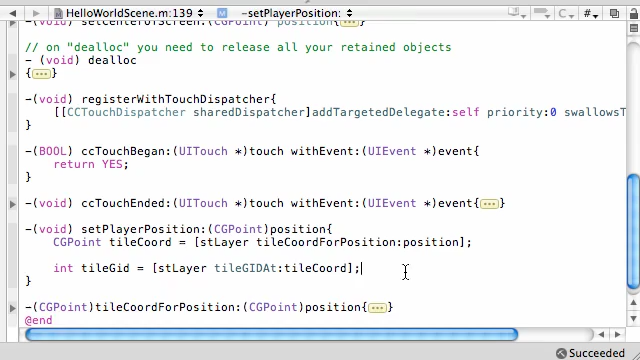 HelloWorldScene.m:139 -setPlayerPosition:
-(void) setCenterOfScreen:(CGPoint) position{
// on "dealloc" you need to release all your retained objects
- (void) dealloc
{
-(void) registerWithTouchDispatcher{
[[CCTouchDispatcher sharedDispatcher]addTargetedDelegate:self priority:0 swallowsT
}
-(BOOL) ccTouchBegan:(UITouch *)touch withEvent:(UIEvent *)event{
return YES;
}
-(void) ccTouchEnded:(UITouch *)touch withEvent:(UIEvent *)event{}
-(void) setPlayerPosition:(CGPoint)position{
CGPoint tileCoord = [stLayer tileCoordForPosition:position];
int tileGid = [stLayer tileGIDAt:tileCoord];
}
-(CGPoint)tileCoordForPosition:(CGPoint)position{}
@end
Succeeded